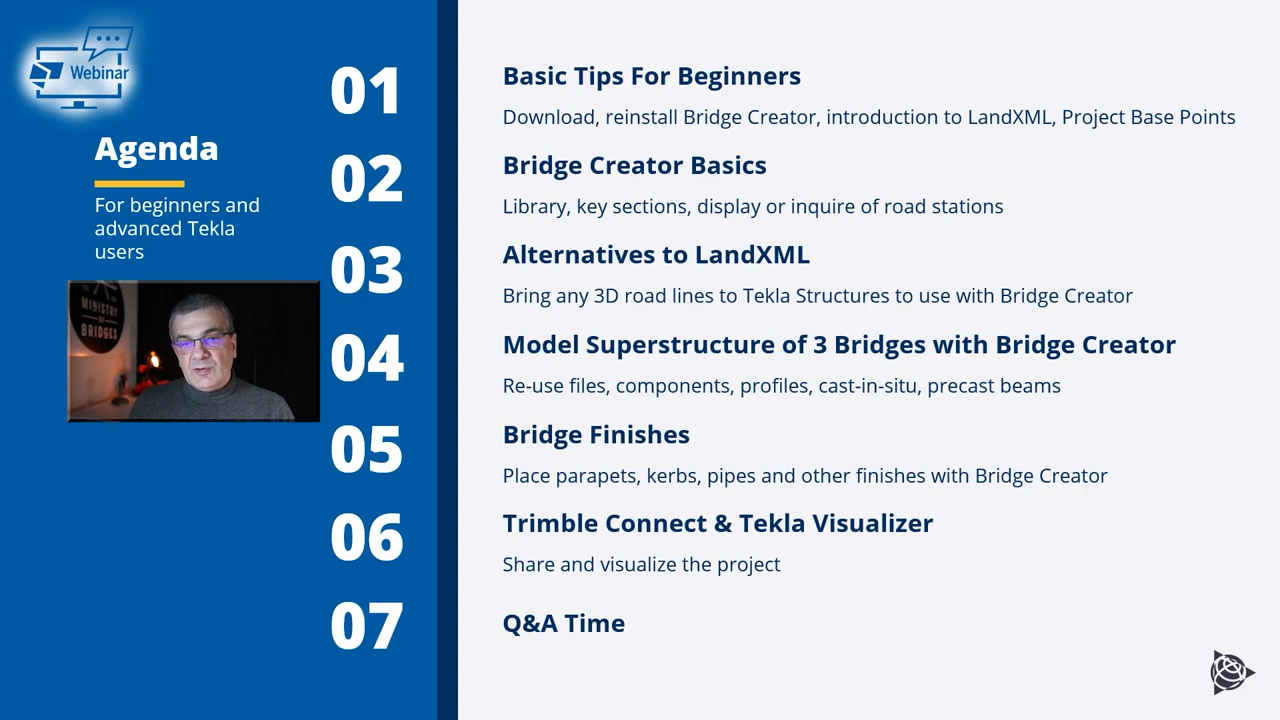 Webinar
Agenda
For beginners and
advanced Tekla
users
MINISTRY
OF
BRIDGES
01
Basic Tips For Beginners
Download, reinstall Bridge Creator, introduction to LandXML, Project Base Points
02
Bridge Creator Basics
Library, key sections, display or inquire of road stations
03
Alternatives to LandXML
Bring any 3D road lines to Tekla Structures to use with Bridge Creator
04
Model Superstructure of 3 Bridges with Bridge Creator
Re-use files, components, profiles, cast-in-situ, precast beams
05
Bridge Finishes
Place parapets, kerbs, pipes and other finishes with Bridge Creator
06
Trimble Connect & Tekla Visualizer
Share and visualize the project
07
Q&A Time